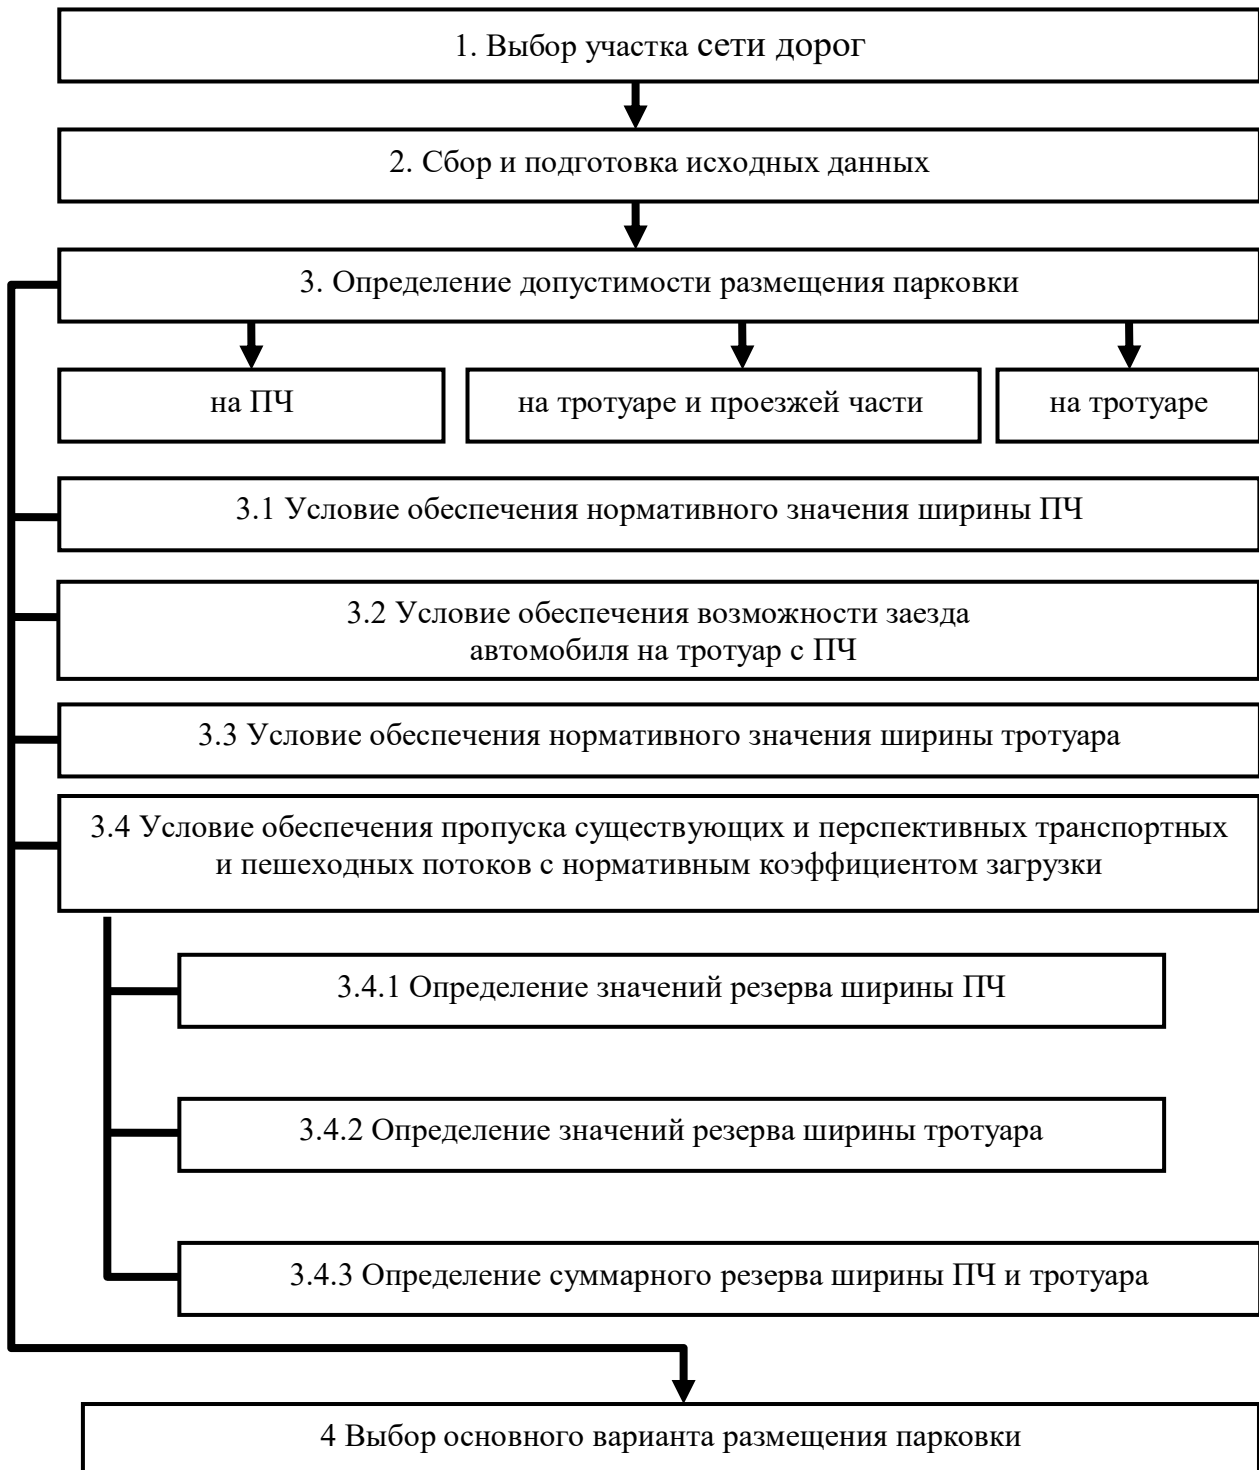 1. Выбор участка сети дорог
2. Сбор и подготовка исходных данных
3. Определение допустимости размещения парковки
на ПЧ
на тротуаре и проезжей части
на тротуаре
3.1 Условие обеспечения нормативного значения ширины ПЧ
3.2 Условие обеспечения возможности заезда
автомобиля на тротуар с ПЧ
3.3 Условие обеспечения нормативного значения ширины тротуара
3.4 Условие обеспечения пропуска существующих и перспективных транспортных
и пешеходных потоков с нормативным коэффициентом загрузки
3.4.1 Определение значений резерва ширины ПЧ
3.4.2 Определение значений резерва ширины тротуара
3.4.3 Определение суммарного резерва ширины ПЧ и тротуара
4 Выбор основного варианта размещения парковки